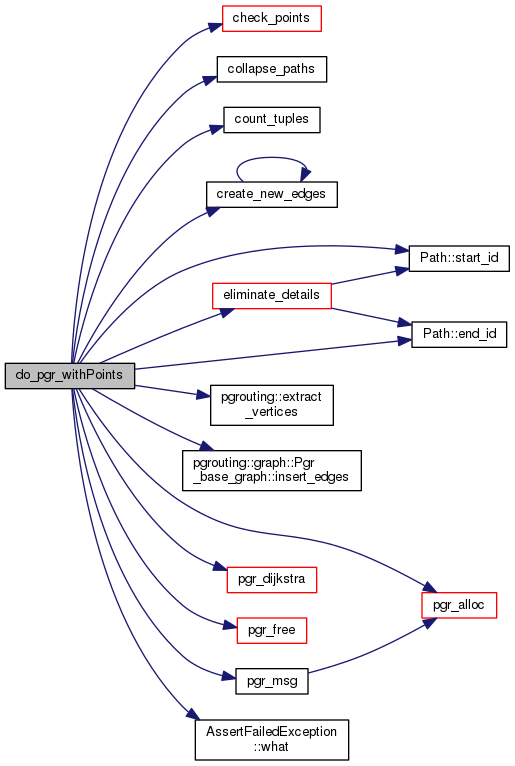 check_points
collapse_paths
count_tuples
create_new_edges
Path::start_id
eliminate_details
Path::end_id
do_pgr_withPoints
pgrouting::extract
_vertices
pgrouting::graph::Pgr
_base_graph::insert_edges
pgr_dijkstra
pgr_alloc
pgr_free
pgr_msg
AssertFailedException
::what